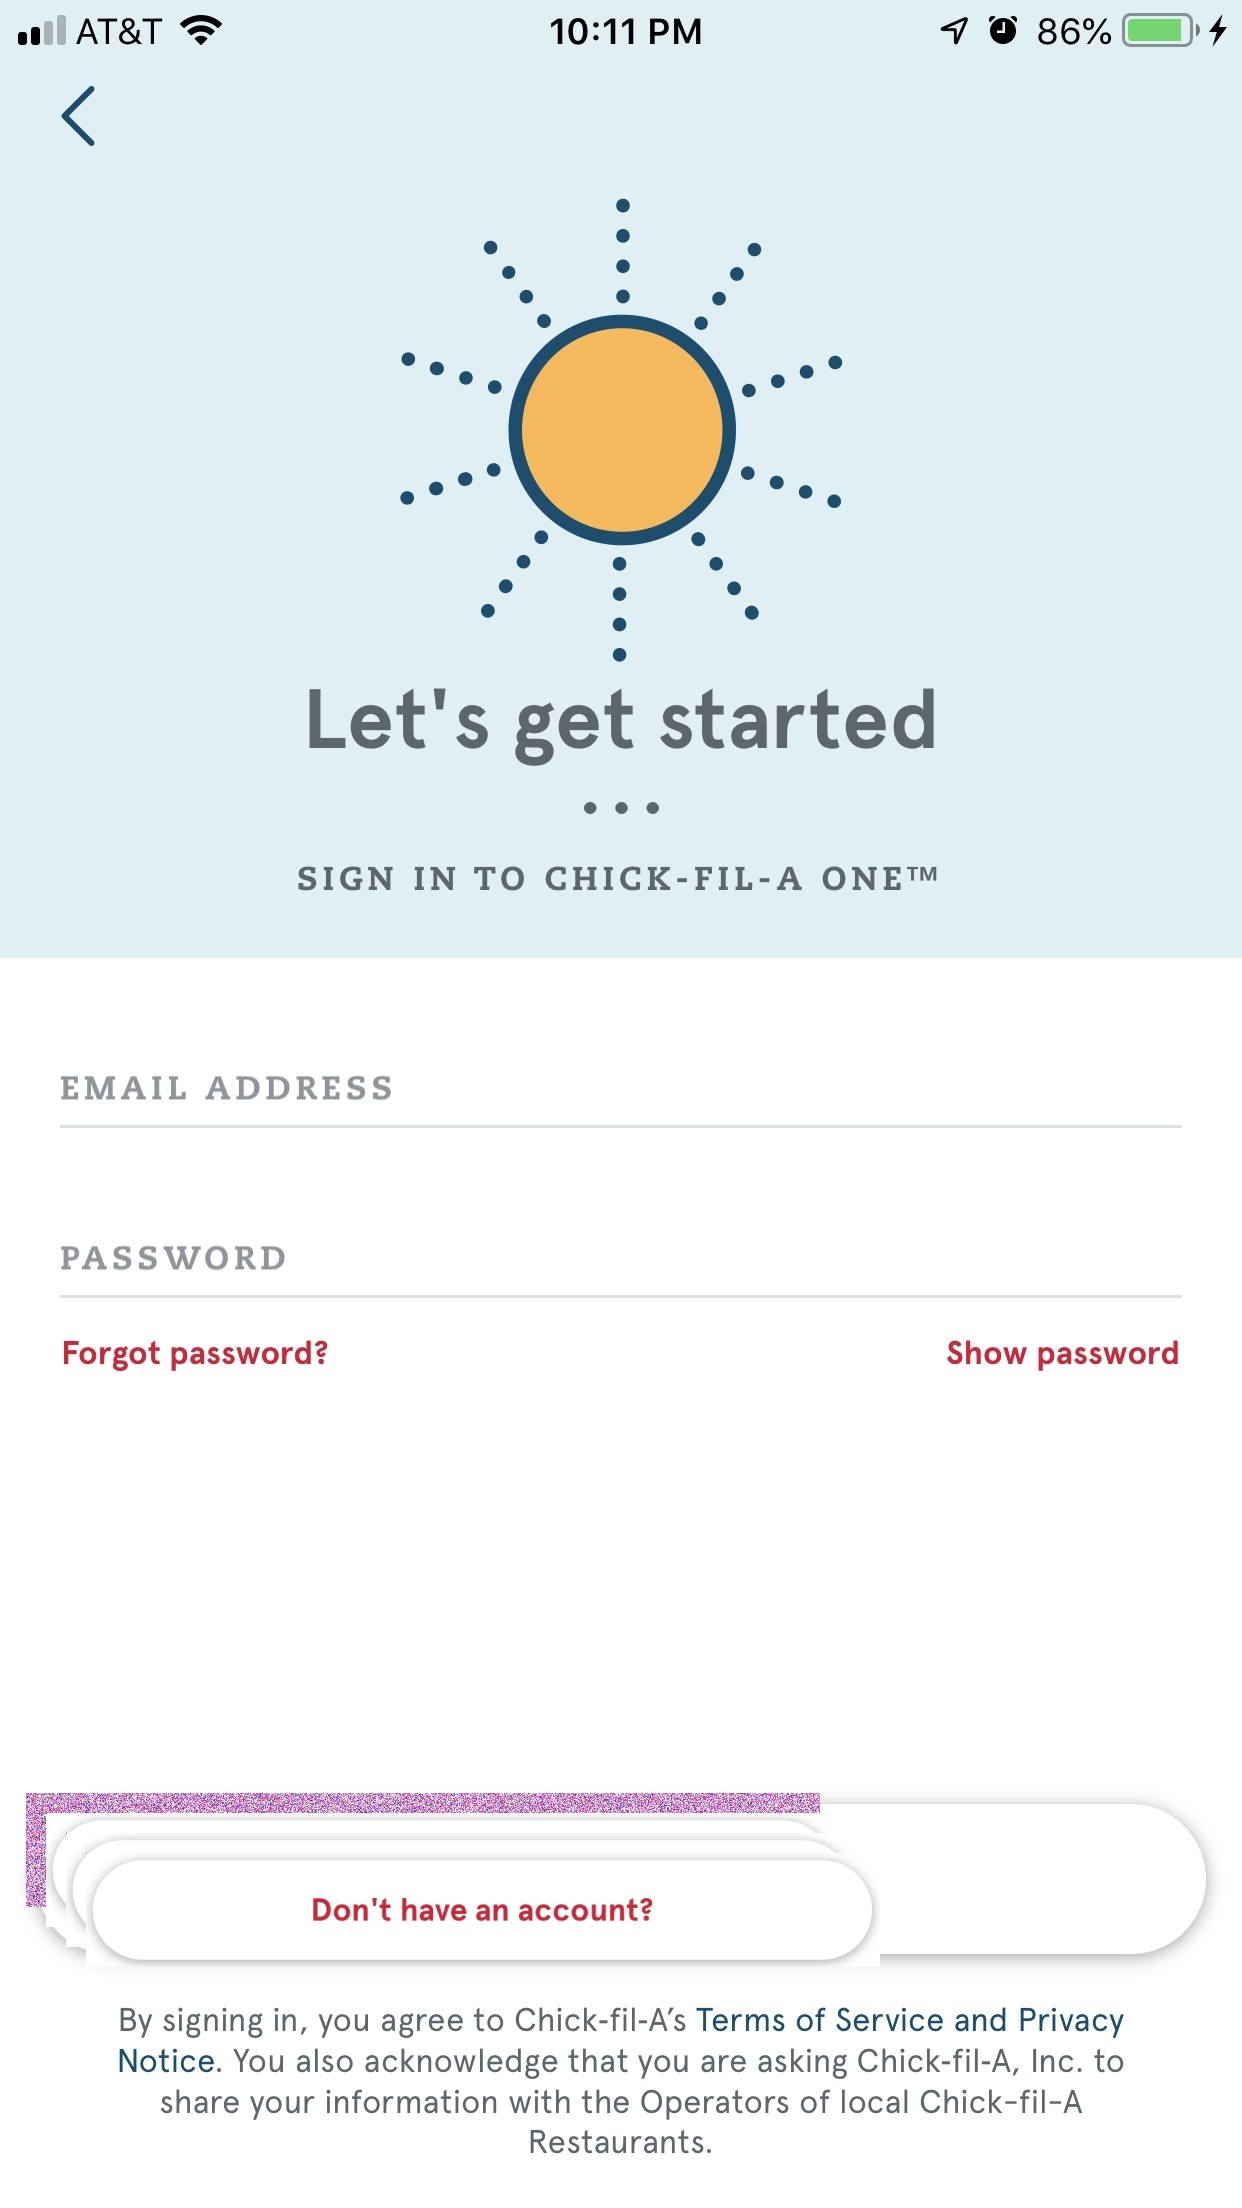 AT&T 10:11 PM 86%
Let's get started
SIGN IN TO CHICK-FIL-A ONE™
EMAIL ADDRESS
PASSWORD
Forgot password? Show password
Don't have an account?
By signing in, you agree to Chick-fil-A’s Terms of Service and Privacy
Notice. You also acknowledge that you are asking Chick-fil-A, Inc. to
share your information with the Operators of local Chick-fil-A
Restaurants.